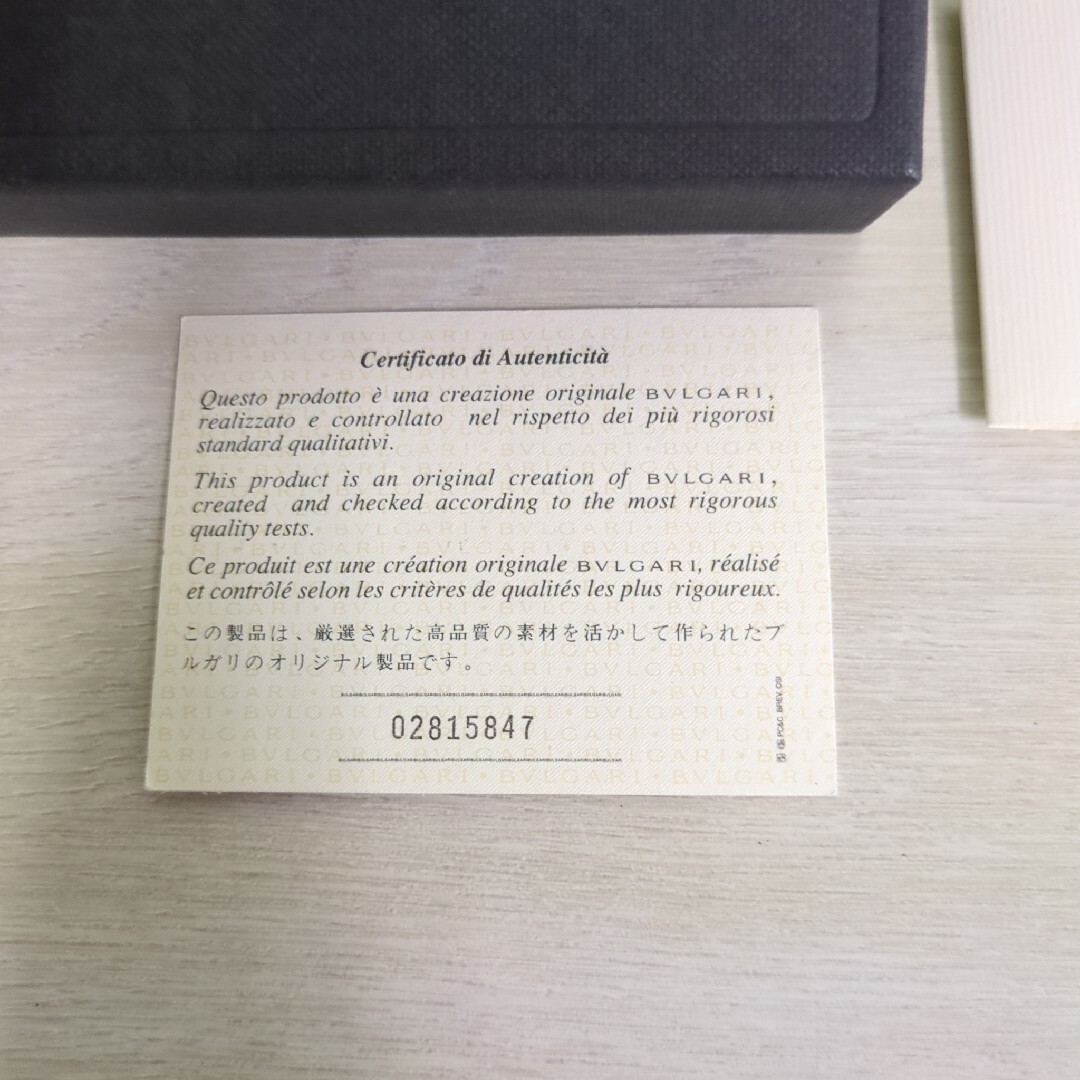 Certificato di Autenticità
Questo prodotto è una creazione originale BVLGARI,
realizzato e controllato nel rispetto dei più rigorosi
standard qualitativi.
This product is an original creation of BVLGARI,
created and checked according to the most rigorous
quality tests.
Ce produit est une création originale BVLGARI, réalisé
et contrôlé selon les critères de qualités les plus rigoureux.
この製品は、厳選された高品質の素材を活かして作られたブ
ルガリのオリジナル製品です。
02815847
PC&C BREV. OSI